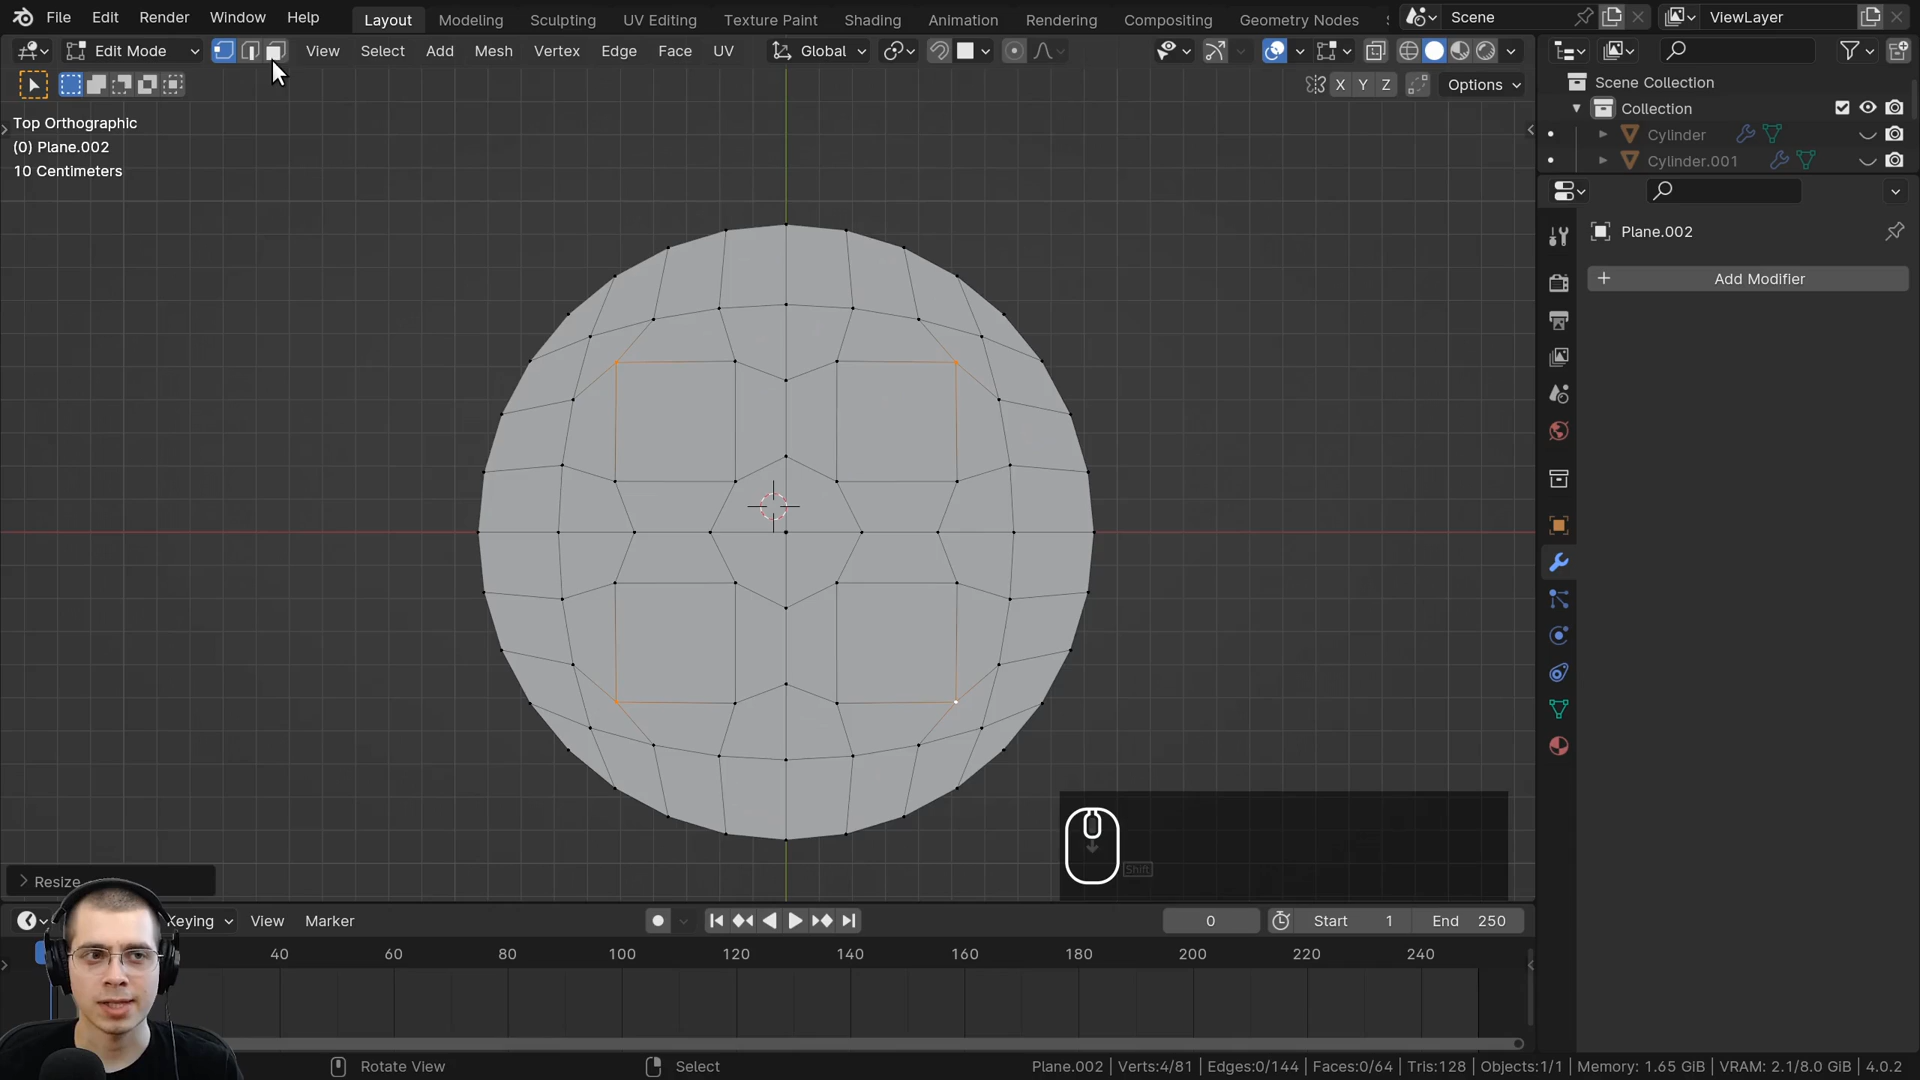 File Edit Render Window Help Layout Modeling Sculpting UV Editing Texture Paint Shading Animation Rendering Compositing Geometry Nodes Scene ViewLayer
Edit Mode View Select Add Mesh Vertex Edge Face UV Global
X Y Z Options
Scene Collection
Collection
Cylinder
Cylinder.001
Top Orthographic
(0) Plane.002
10 Centimeters
Plane.002
Add Modifier
Shift
Resize
Keying View Marker 0 Start 1 End 250
40 60 80 100 120 140 160 180 200 220 240
Rotate View Select Plane.002 | Verts:4/81 | Edges:0/144 | Faces:0/64 | Tris:128 | Objects:1/1 | Memory: 1.65 GiB | VRAM: 2.1/8.0 GiB | 4.0.2